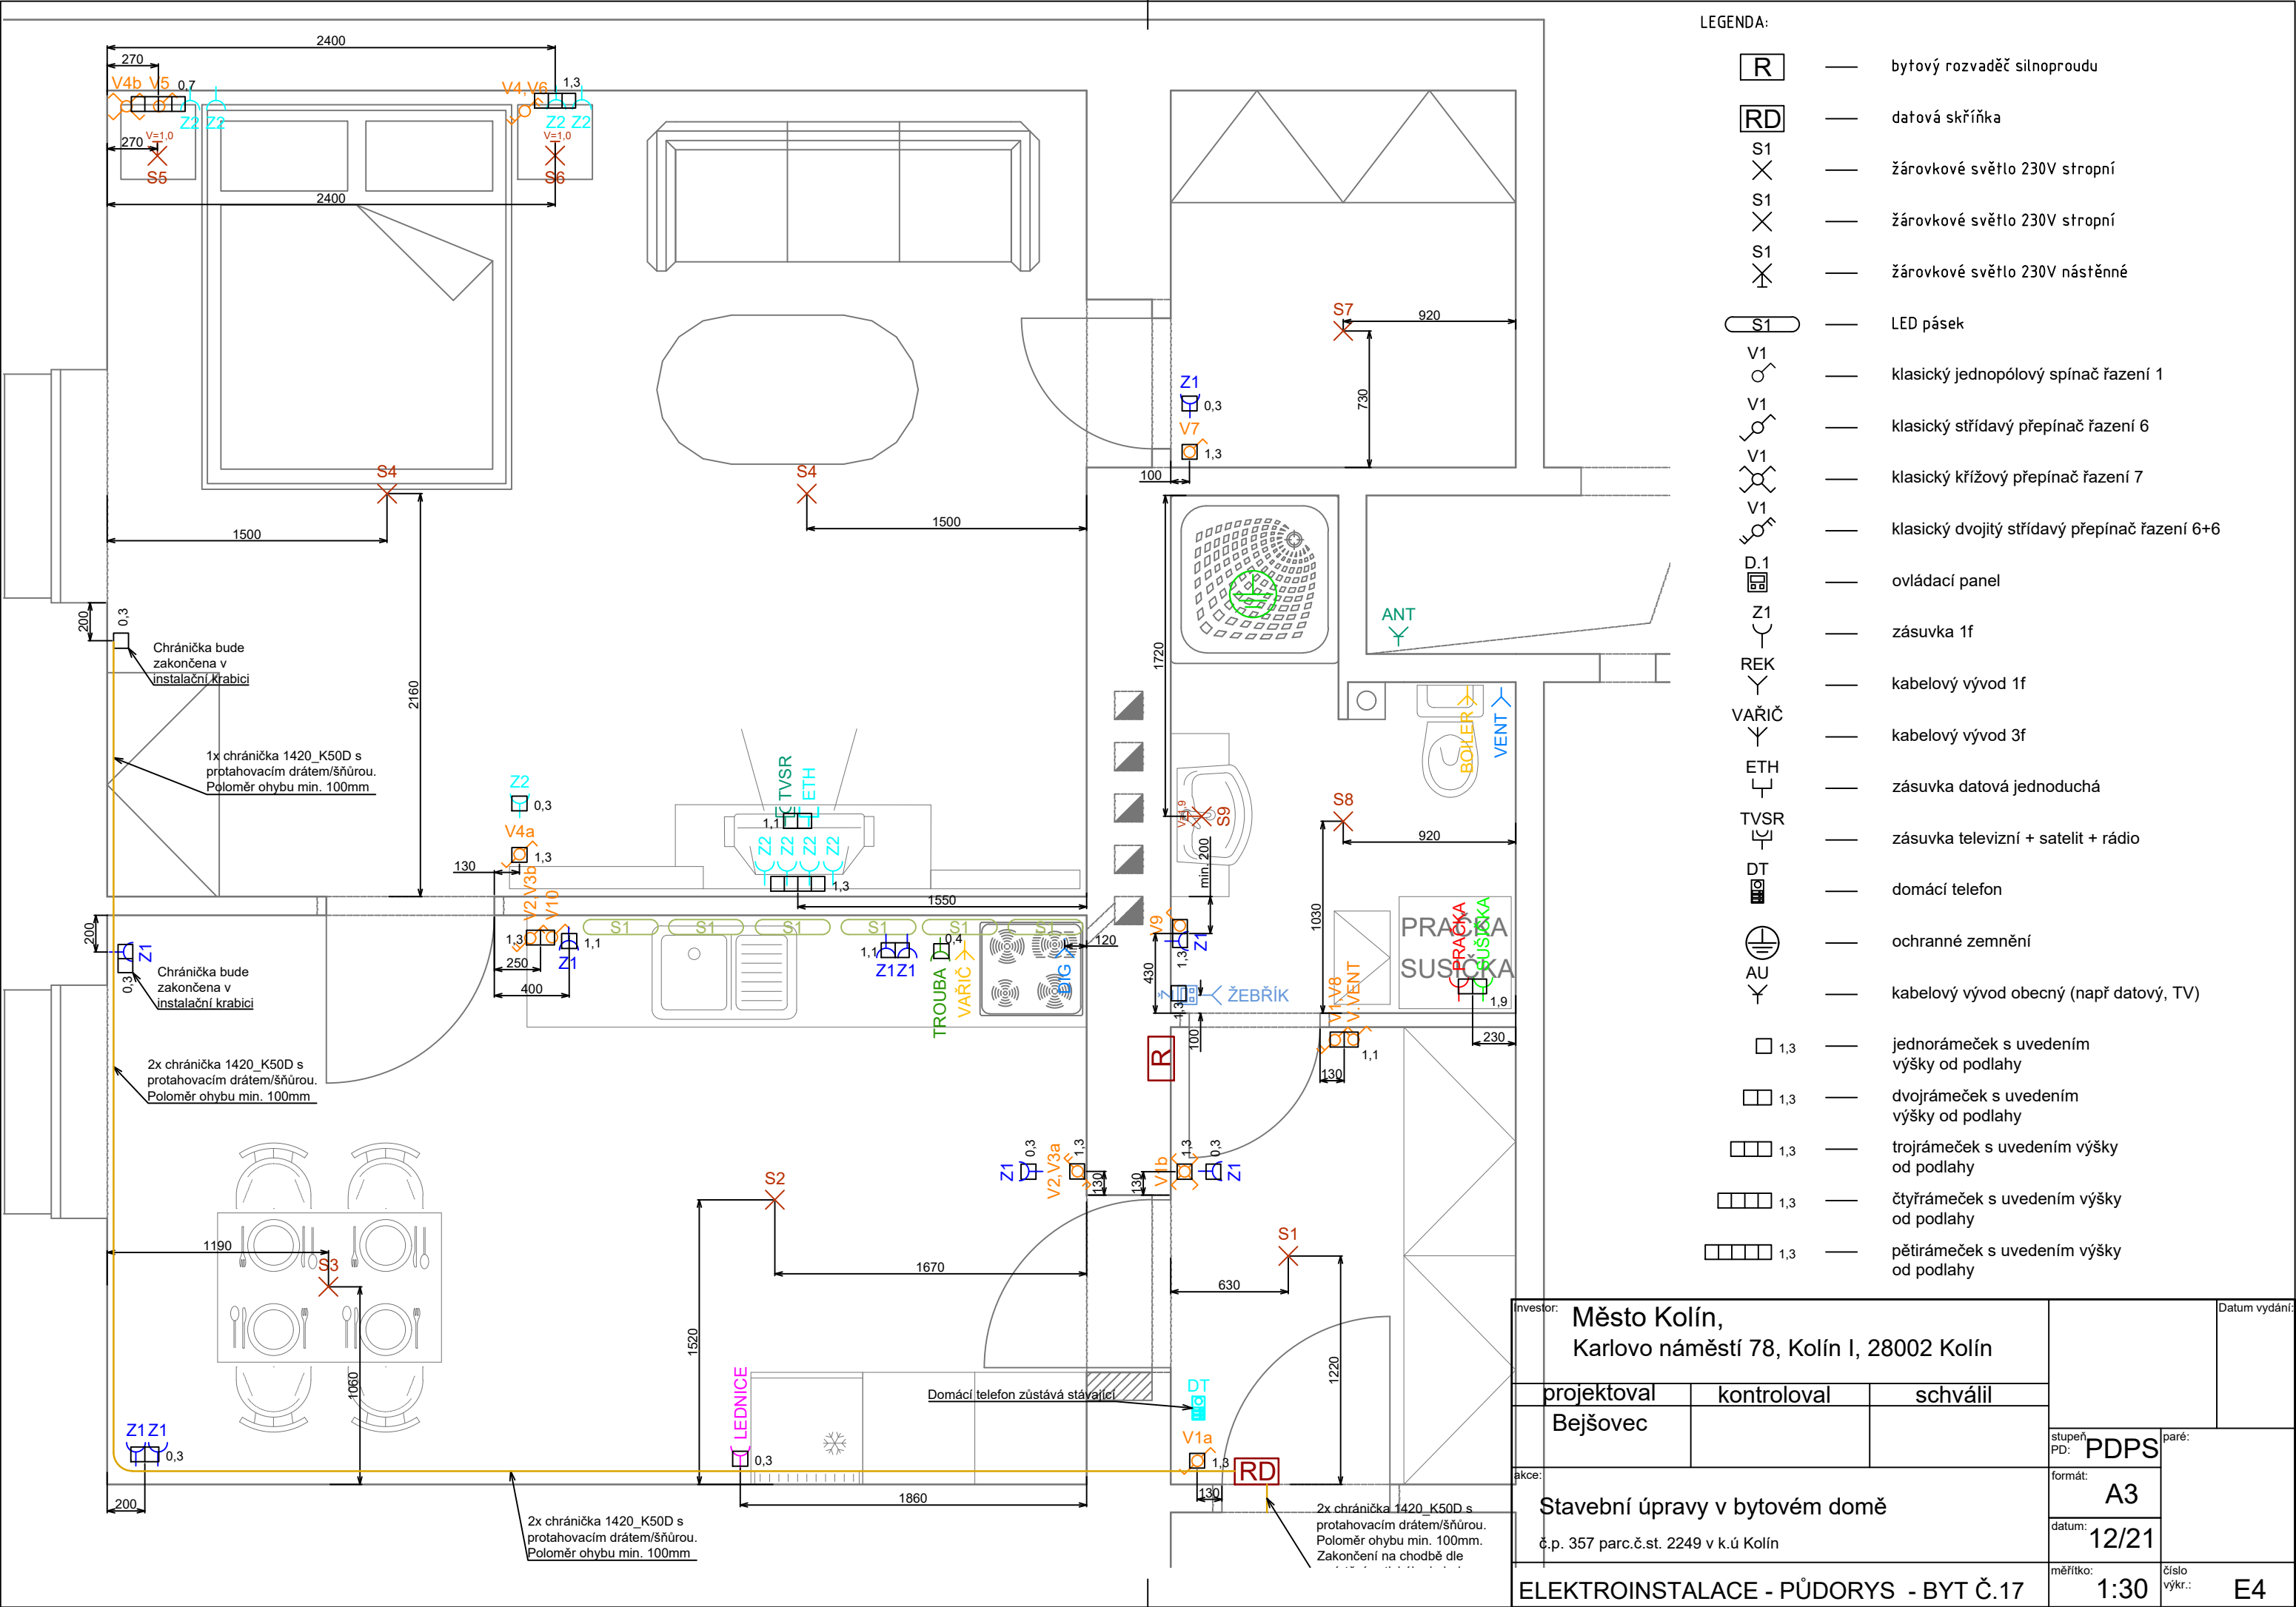 LEGENDA:
R
bytový rozvaděč silnoproudu
RD
datová skříňka
S1
žárovkové světlo 230V stropní
S1
žárovkové světlo 230V stropní
S1
žárovkové světlo 230V nástěnné
S1
LED pásek
V1
klasický jednopólový spínač řazení 1
V1
klasický střídavý přepínač řazení 6
V1
klasický křížový přepínač řazení 7
V1
klasický dvojitý střídavý přepínač řazení 6+6
D.1
ovládací panel
Z1
zásuvka 1f
REK
kabelový vývod 1f
VAŘIČ
kabelový vývod 3f
ETH
zásuvka datová jednoduchá
TVSR
zásuvka televizní + satelit + rádio
DT
domácí telefon
ochranné zemnění
AU
kabelový vývod obecný (např datový, TV)
1,3
jednorámeček s uvedením
výšky od podlahy
1,3
dvojrámeček s uvedením
výšky od podlahy
1,3
trojrámeček s uvedením výšky
od podlahy
1,3
čtyřrámeček s uvedením výšky
od podlahy
1,3
pětirámeček s uvedením výšky
od podlahy
2400
270
V4b V5 0,7
Z2 Z2
V4,V6 1,3
Z2 Z2
270
V=1,0
S5
V=1,0
S6
2400
S4
S4
1500
1500
2160
200
0,3
Chránička bude
zakončena v
instalační krabici
1x chránička 1420_K50D s
protahovacím drátem/šňůrou.
Poloměr ohybu min. 100mm
S7
920
730
Z1
0,3
V7
1,3
100
1720
ANT
BOILER
VENT
S9
S8
920
min. 200
1030
Z2
0,3
V4a
1,3
130
TVSR
ETH
1,1
Z2 Z2 Z2 Z2
1,3
1550
V2,V3b
V10
1,3
Z1
1,1
250
400
S1 S1 S1 S1 S1 S1
1,1
Z1 Z1
0,4
TROUBA
VAŘIČ
DIG
120
V9
Z1
1,3
430
1,3
ŽEBŘÍK
100
PRAČKA
SUSIČKA
PRAČKA
SUŠIČKA
1,9
230
V1,V8
V.VENT
1,1
130
R
200
Z1
0,3
Chránička bude
zakončena v
instalační krabici
2x chránička 1420_K50D s
protahovacím drátem/šňůrou.
Poloměr ohybu min. 100mm
Z1
0,3
V2,V3a
1,3
130
130
V1b
1,3
0,3
Z1
S2
1670
1520
S1
630
1220
S3
1190
1060
Z1 Z1
0,3
200
LEDNICE
0,3
1860
Domácí telefon zůstává stávající
DT
V1a
1,3
RD
130
2x chránička 1420_K50D s
protahovacím drátem/šňůrou.
Poloměr ohybu min. 100mm
2x chránička 1420_K50D s
protahovacím drátem/šňůrou.
Poloměr ohybu min. 100mm.
Zakončení na chodbě dle
Investor:
Město Kolín,
Karlovo náměstí 78, Kolín I, 28002 Kolín
Datum vydání:
projektoval kontroloval schválil
Bejšovec
stupeň
PD:
PDPS
paré:
akce:
Stavební úpravy v bytovém domě
č.p. 357 parc.č.st. 2249 v k.ú Kolín
formát:
A3
datum:
12/21
ELEKTROINSTALACE - PŮDORYS - BYT Č.17
měřítko:
1:30
číslo
výkr.:
E4